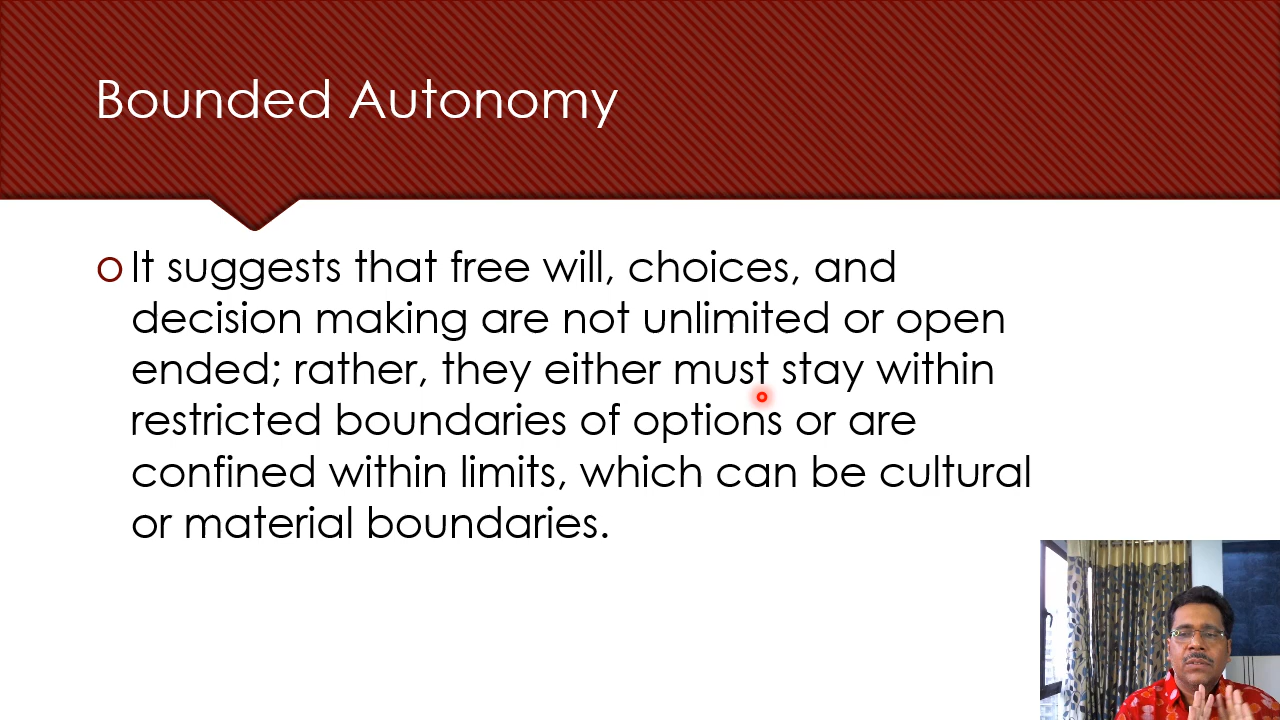 Bounded Autonomy
It suggests that free will, choices, and
decision making are not unlimited or open
ended; rather, they either must stay within
restricted boundaries of options or are
confined within limits, which can be cultural
or material boundaries.